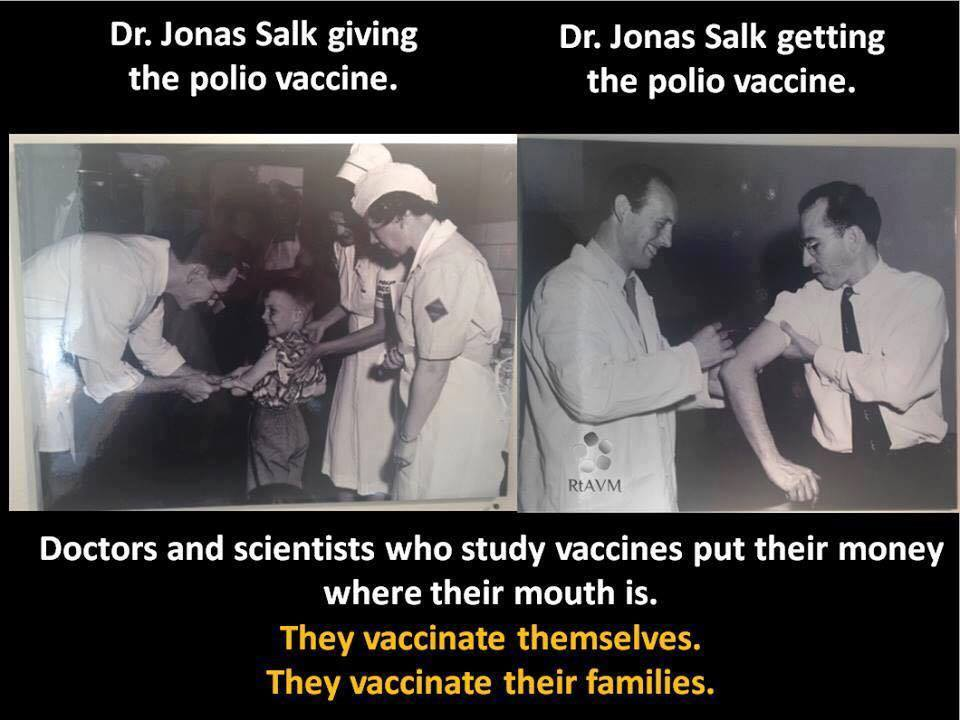 Dr. Jonas Salk giving
the polio vaccine.
Dr. Jonas Salk getting
the polio vaccine.
RtAVM
Doctors and scientists who study vaccines put their money
where their mouth is.
They vaccinate themselves.
They vaccinate their families.